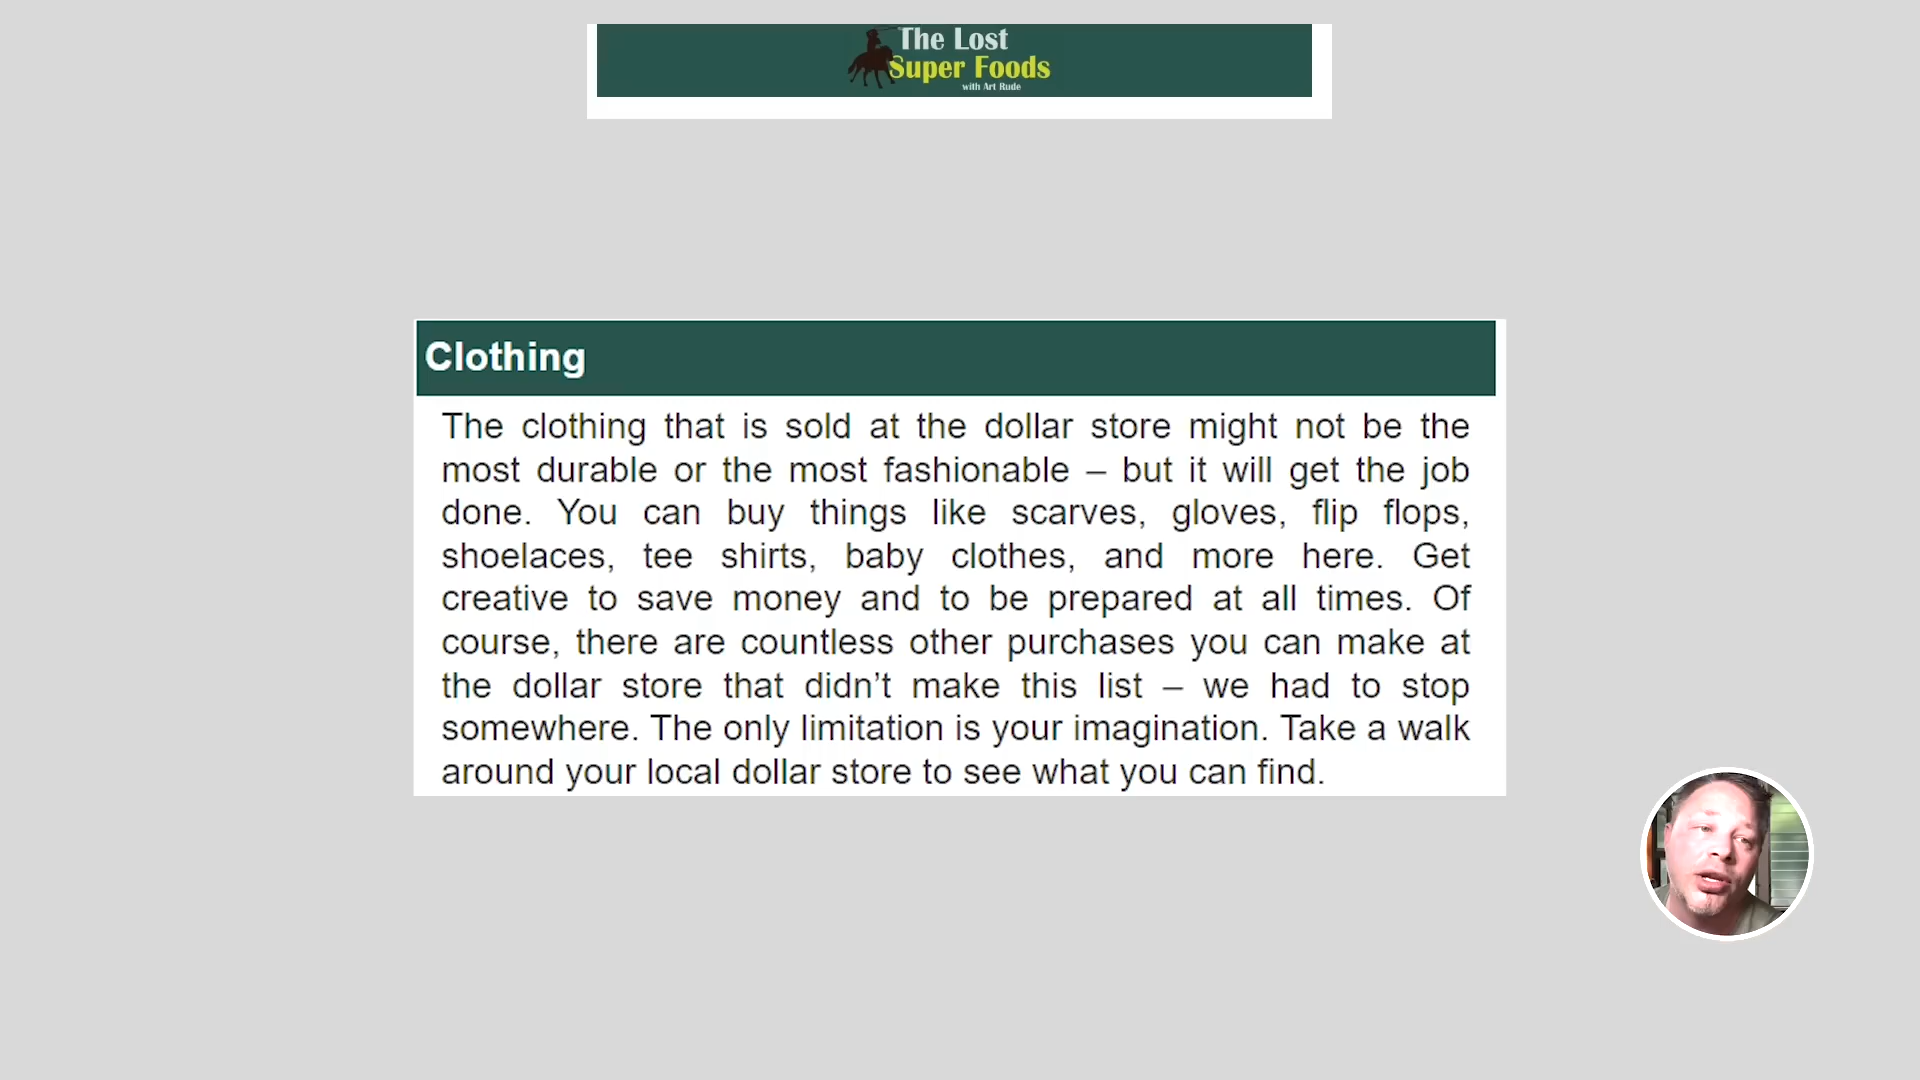 The Lost
Super Foods
with Art Rude
Clothing
The clothing that is sold at the dollar store might not be the
most durable or the most fashionable – but it will get the job
done. You can buy things like scarves, gloves, flip flops,
shoelaces, tee shirts, baby clothes, and more here. Get
creative to save money and to be prepared at all times. Of
course, there are countless other purchases you can make at
the dollar store that didn’t make this list – we had to stop
somewhere. The only limitation is your imagination. Take a walk
around your local dollar store to see what you can find.